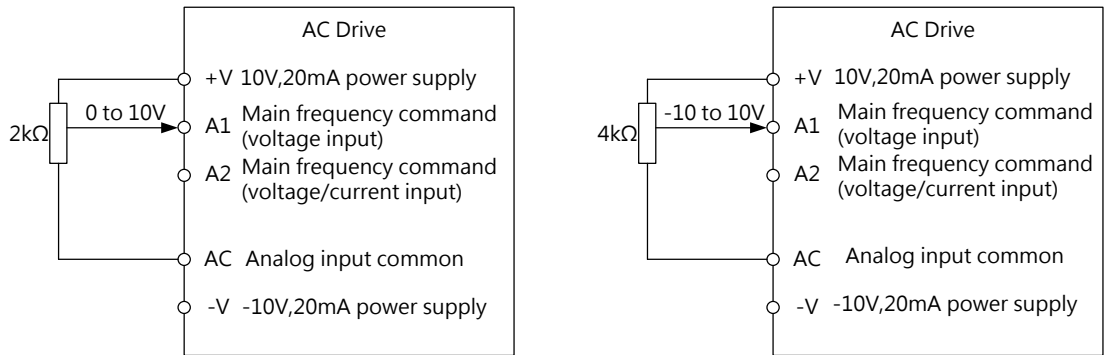 AC Drive
+V 10V,20mA power supply
0 to 10V
A1 Main frequency command
(voltage input)
2kΩ
A2 Main frequency command
(voltage/current input)
AC Analog input common
-V -10V,20mA power supply
AC Drive
+V 10V,20mA power supply
-10 to 10V
A1 Main frequency command
(voltage input)
4kΩ
A2 Main frequency command
(voltage/current input)
AC Analog input common
-V -10V,20mA power supply